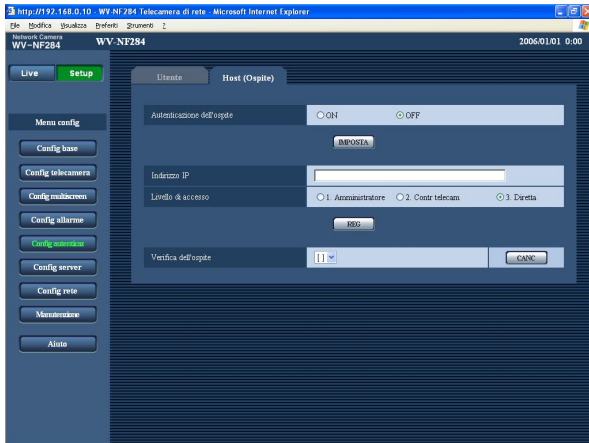 http://192.168.0.10 - WV-NF284 Telecamera di rete - Microsoft Internet Explorer
File Modifica Visualizza Preferiti Strumenti ?
Network Camera
WV-NF284
WV-NF284
2006/01/01 0:00
Live
Setup
Utente
Host (Ospite)
Menu config
Config base
Config telecamera
Config multiscreen
Config allarme
Config autenticaz
Config server
Config rete
Manutenzione
Aiuto
Autenticazione dell'ospite
ON
OFF
IMPOSTA
Indirizzo IP
Livello di accesso
1. Amministratore
2. Contr telecam
3. Diretta
REG
Verifica dell'ospite
[ ]
CANC